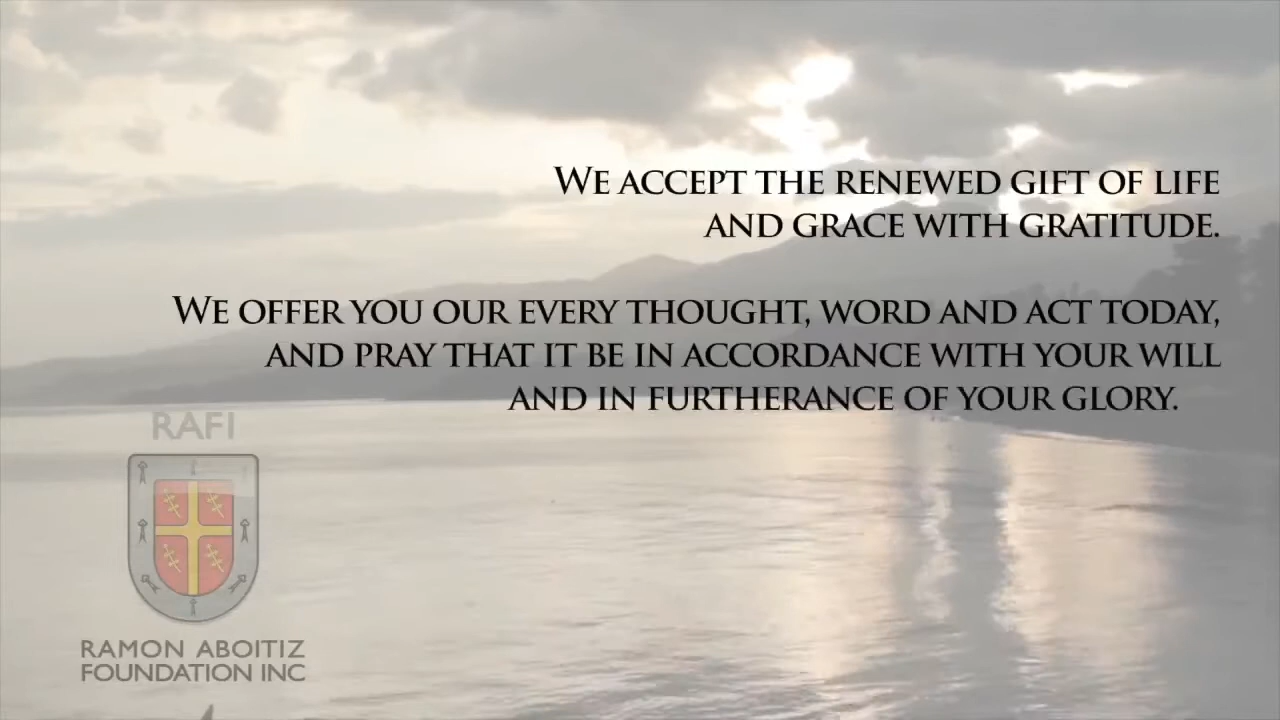 WE ACCEPT THE RENEWED GIFT OF LIFE
AND GRACE WITH GRATITUDE.
WE OFFER YOU OUR EVERY THOUGHT, WORD AND ACT TODAY,
AND PRAY THAT IT BE IN ACCORDANCE WITH YOUR WILL
AND IN FURTHERANCE OF YOUR GLORY.
RAFI
RAMON ABOITIZ
FOUNDATION INC